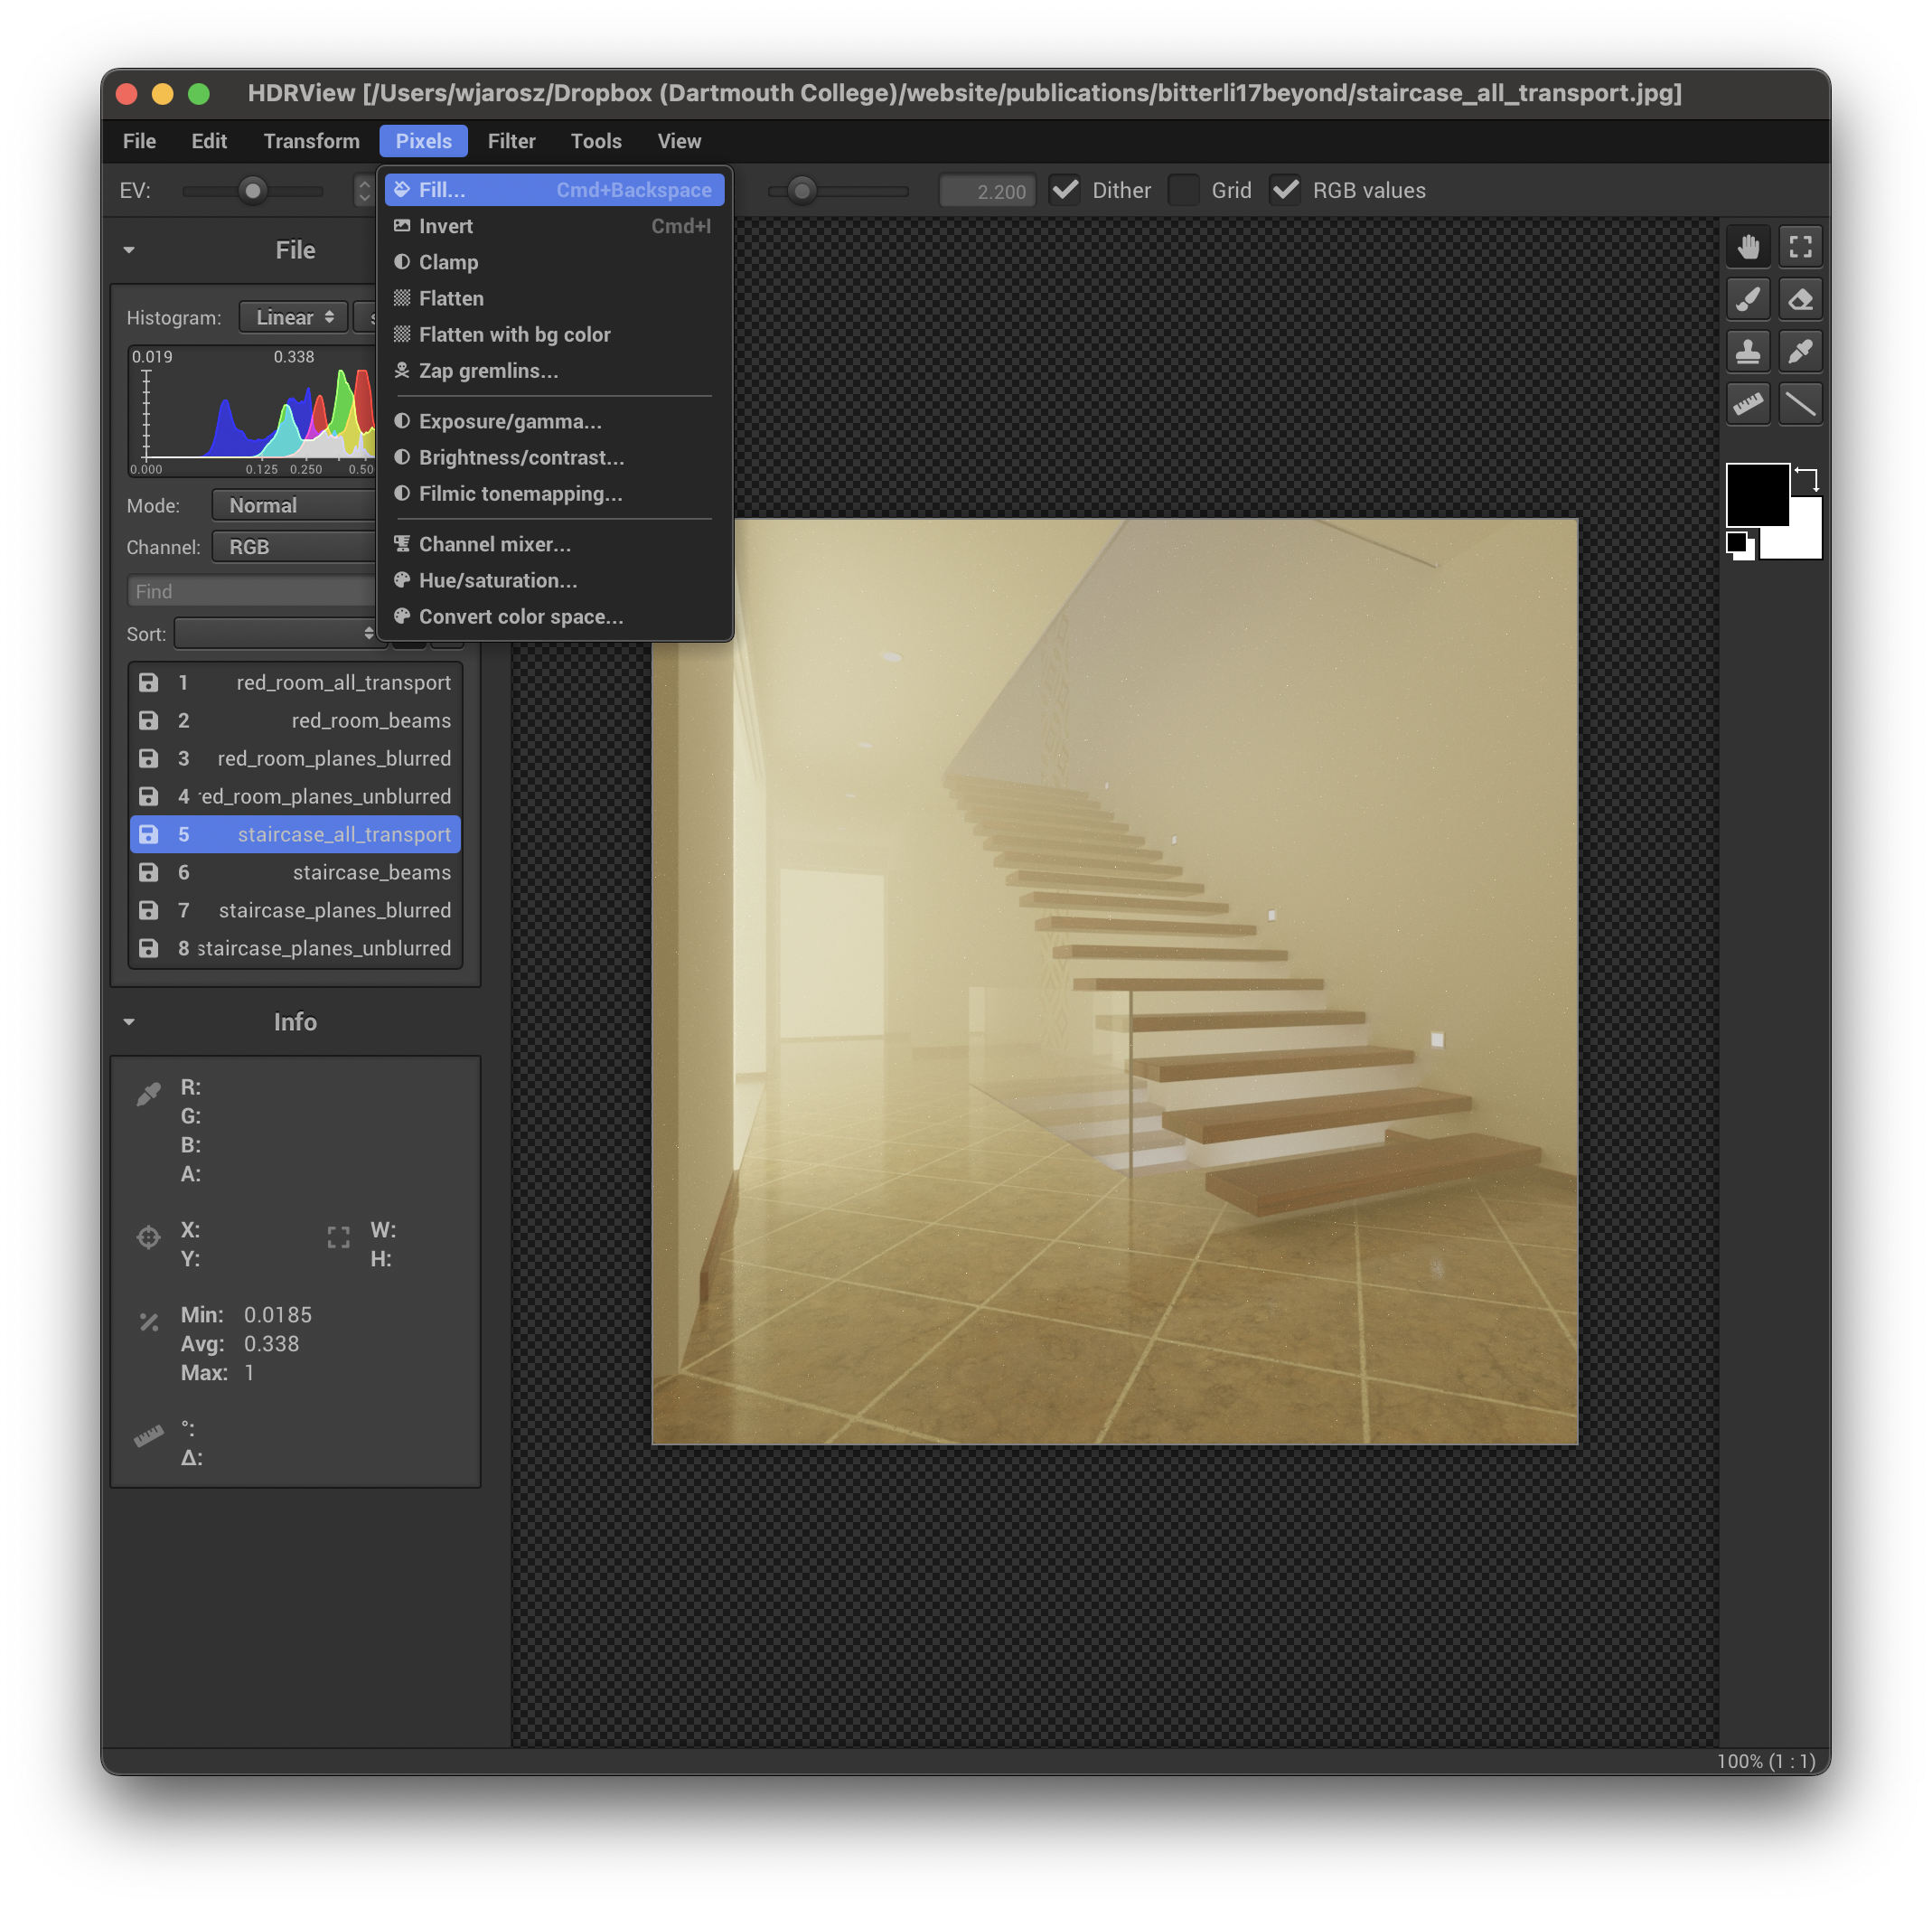 HDRView [/Users/wjarosz/Dropbox (Dartmouth College)/website/publications/bitterli17beyond/staircase_all_transport.jpg]
File Edit Transform Pixels Filter Tools View
EV: 2.200 Dither Grid RGB values
Fill... Cmd+Backspace
Invert Cmd+I
Clamp
Flatten
Flatten with bg color
Zap gremlins...
Exposure/gamma...
Brightness/contrast...
Filmic tonemapping...
Channel mixer...
Hue/saturation...
Convert color space...
File
Histogram: Linear
0.019 0.338
0.000 0.125 0.250
Mode: Normal
Channel: RGB
Find
Sort:
1 red_room_all_transport
2 red_room_beams
3 red_room_planes_blurred
4 red_room_planes_unblurred
5 staircase_all_transport
6 staircase_beams
7 staircase_planes_blurred
8 staircase_planes_unblurred
Info
R:
G:
B:
A:
X: W:
Y: H:
Min: 0.0185
Avg: 0.338
Max: 1
°:
Δ:
100% (1 : 1)